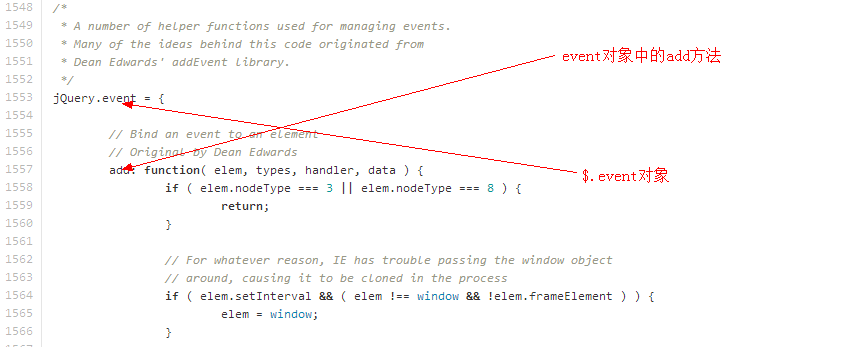 1548 /*
1549  * A number of helper functions used for managing events.
1550  * Many of the ideas behind this code originated from
1551  * Dean Edwards' addEvent library.
1552  */
1553 jQuery.event = {
1554
1555 // Bind an event to an element
1556 // Original by Dean Edwards
1557 add: function( elem, types, handler, data ) {
1558 if ( elem.nodeType === 3 || elem.nodeType === 8 ) {
1559 return;
1560 }
1561
1562 // For whatever reason, IE has trouble passing the window object
1563 // around, causing it to be cloned in the process
1564 if ( elem.setInterval && ( elem !== window && !elem.frameElement ) ) {
1565 elem = window;
1566 }
event对象中的add方法
$.event对象